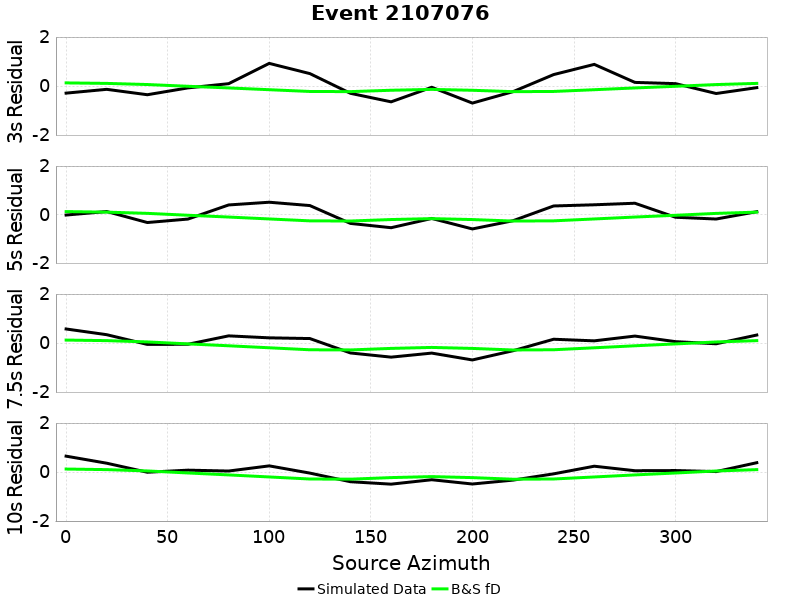 Event 2107076
3s Residual
2
0
-2
5s Residual
2
0
-2
7.5s Residual
2
0
-2
10s Residual
2
0
-2
0 50 100 150 200 250 300
Source Azimuth
Simulated Data B&S fD